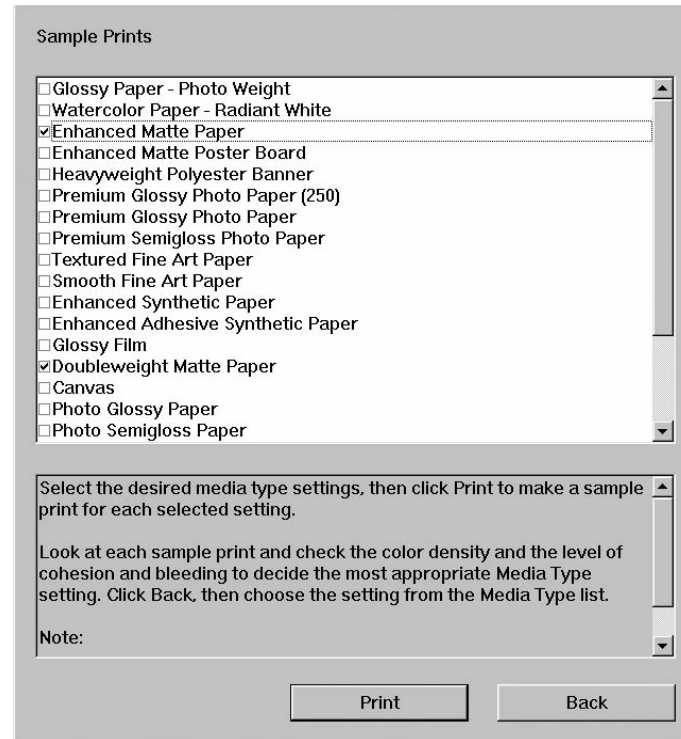 Sample Prints
Glossy Paper - Photo Weight
Watercolor Paper - Radiant White
Enhanced Matte Paper
Enhanced Matte Poster Board
Heavyweight Polyester Banner
Premium Glossy Photo Paper (250)
Premium Glossy Photo Paper
Premium Semigloss Photo Paper
Textured Fine Art Paper
Smooth Fine Art Paper
Enhanced Synthetic Paper
Enhanced Adhesive Synthetic Paper
Glossy Film
Doubleweight Matte Paper
Canvas
Photo Glossy Paper
Photo Semigloss Paper
Select the desired media type settings, then click Print to make a sample
print for each selected setting.
Look at each sample print and check the color density and the level of
cohesion and bleeding to decide the most appropriate Media Type
setting. Click Back, then choose the setting from the Media Type list.
Note:
Print
Back